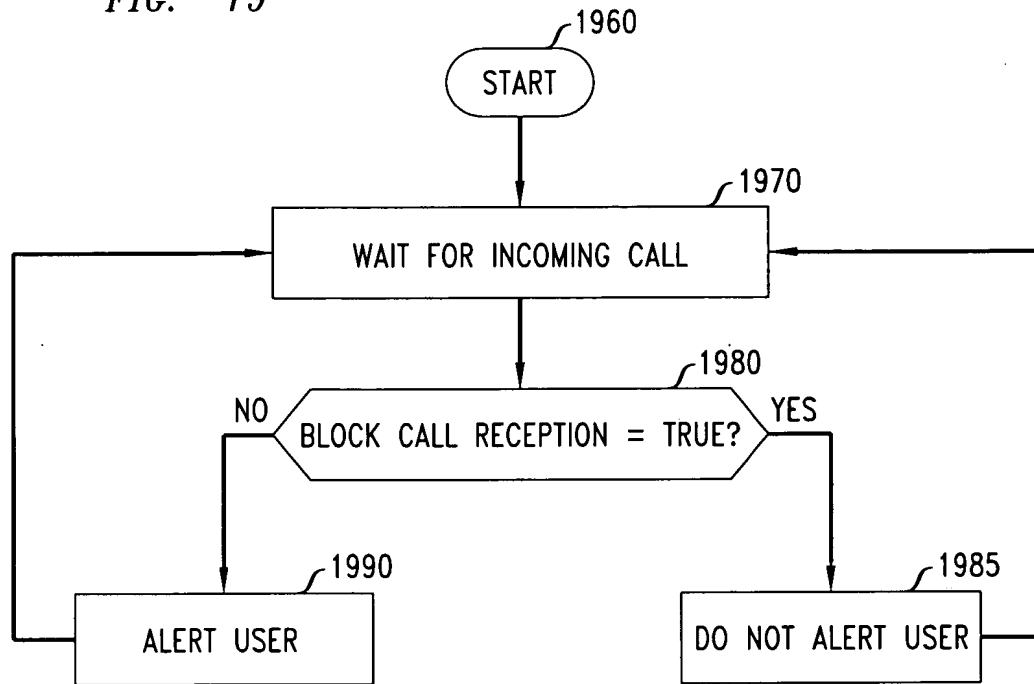 FIG. 19
1960
START
1970
WAIT FOR INCOMING CALL
1980
NO
BLOCK CALL RECEPTION = TRUE?
YES
1990
ALERT USER
1985
DO NOT ALERT USER